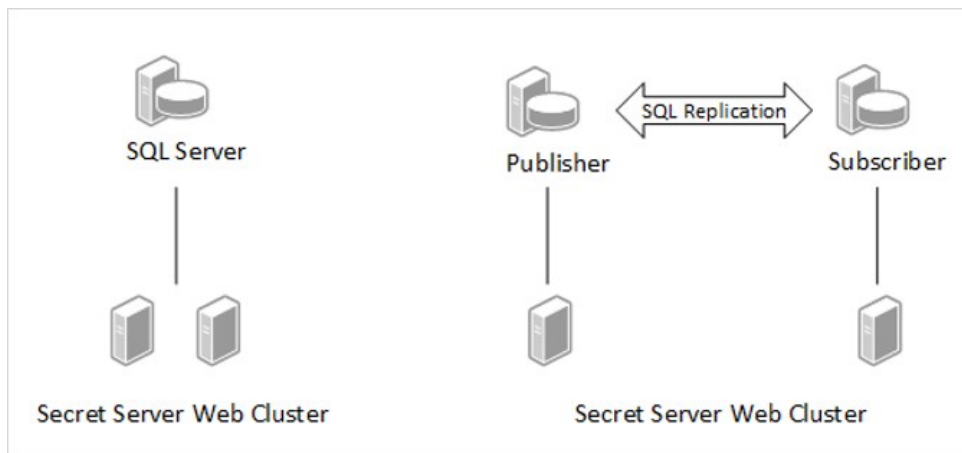 SQL Server
Secret Server Web Cluster
SQL Replication
Publisher
Subscriber
Secret Server Web Cluster